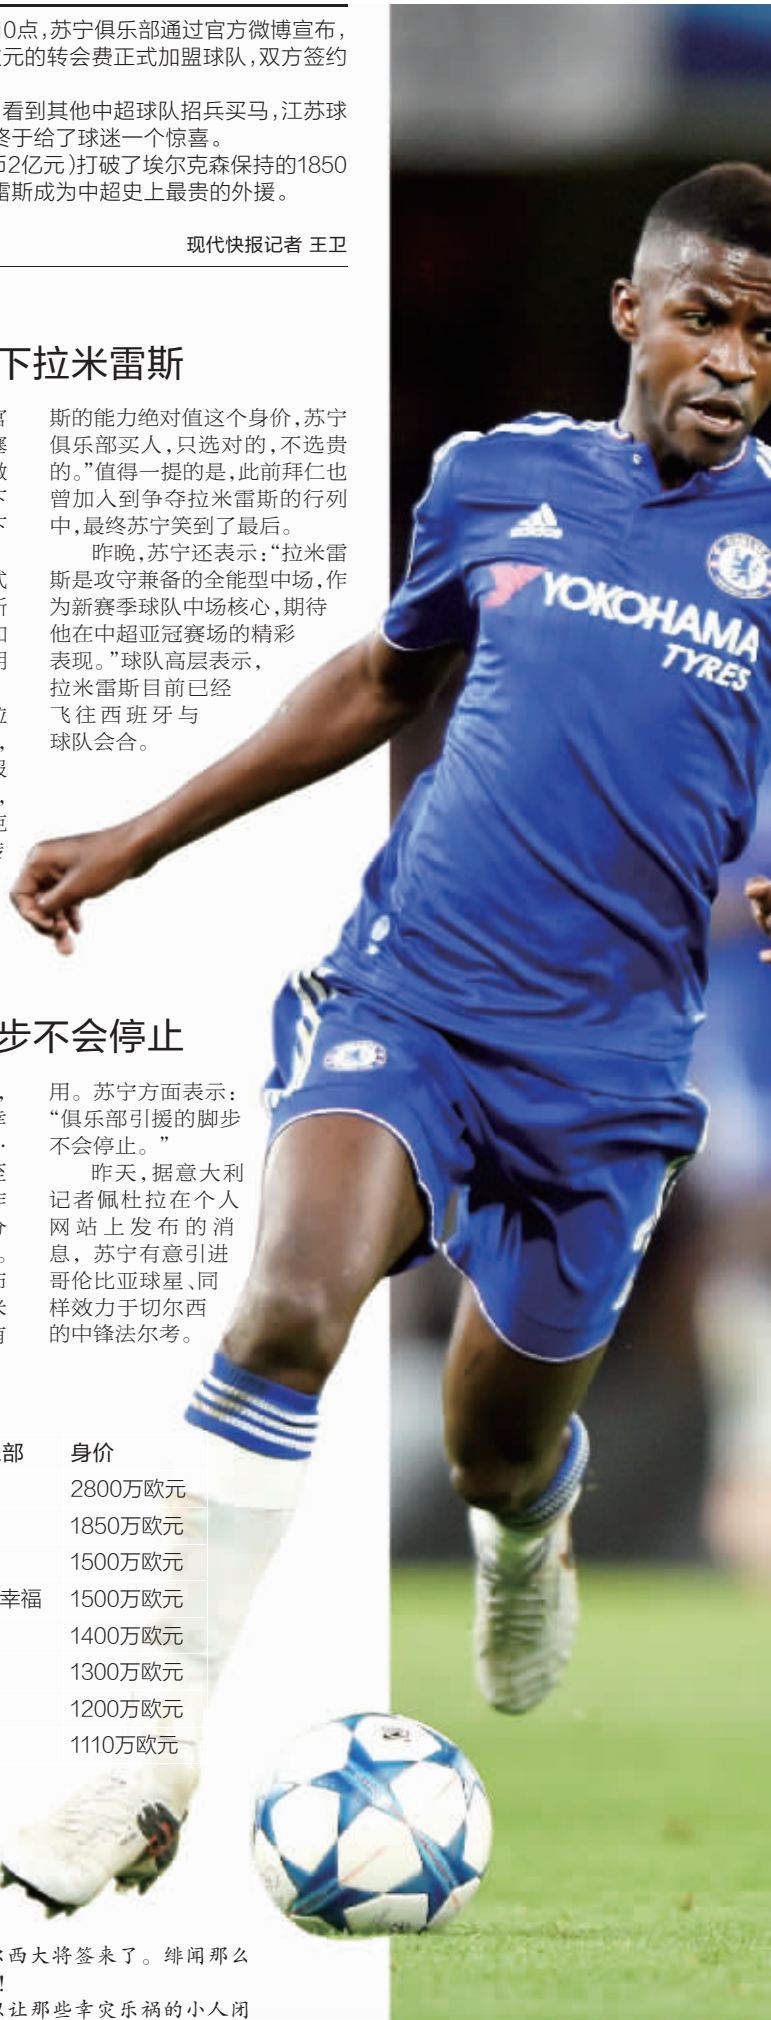 10点，苏宁俱乐部通过官方微博宣布，
元的转会费正式加盟球队，双方签约
看到其他中超球队招兵买马，江苏球
终于给了球迷一个惊喜。
币2亿元）打破了埃尔克森保持的1850
雷斯成为中超史上最贵的外援。
现代快报记者 王卫
下拉米雷斯
斯的能力绝对值这个身价，苏宁
俱乐部买人，只选对的，不选贵
的。”值得一提的是，此前拜仁也
曾加入到争夺拉米雷斯的行列
中，最终苏宁笑到了最后。
昨晚，苏宁还表示：“拉米雷
斯是攻守兼备的全能型中场，作
为新赛季球队中场核心，期待
他在中超亚冠赛场的精彩
表现。”球队高层表示，
拉米雷斯目前已经
飞往西班牙与
球队会合。
YOKOHAMA
TYRES
adidas
步不会停止
用。苏宁方面表示：
“俱乐部引援的脚步
不会停止。”
昨天，据意大利
记者佩杜拉在个人
网站上发布的消
息，苏宁有意引进
哥伦比亚球星、同
样效力于切尔西
的中锋法尔考。
部 身价
2800万欧元
1850万欧元
1500万欧元
幸福 1500万欧元
1400万欧元
1300万欧元
1200万欧元
1110万欧元
西大将签来了。绯闻那么
！
以让那些幸灾乐祸的小人闭